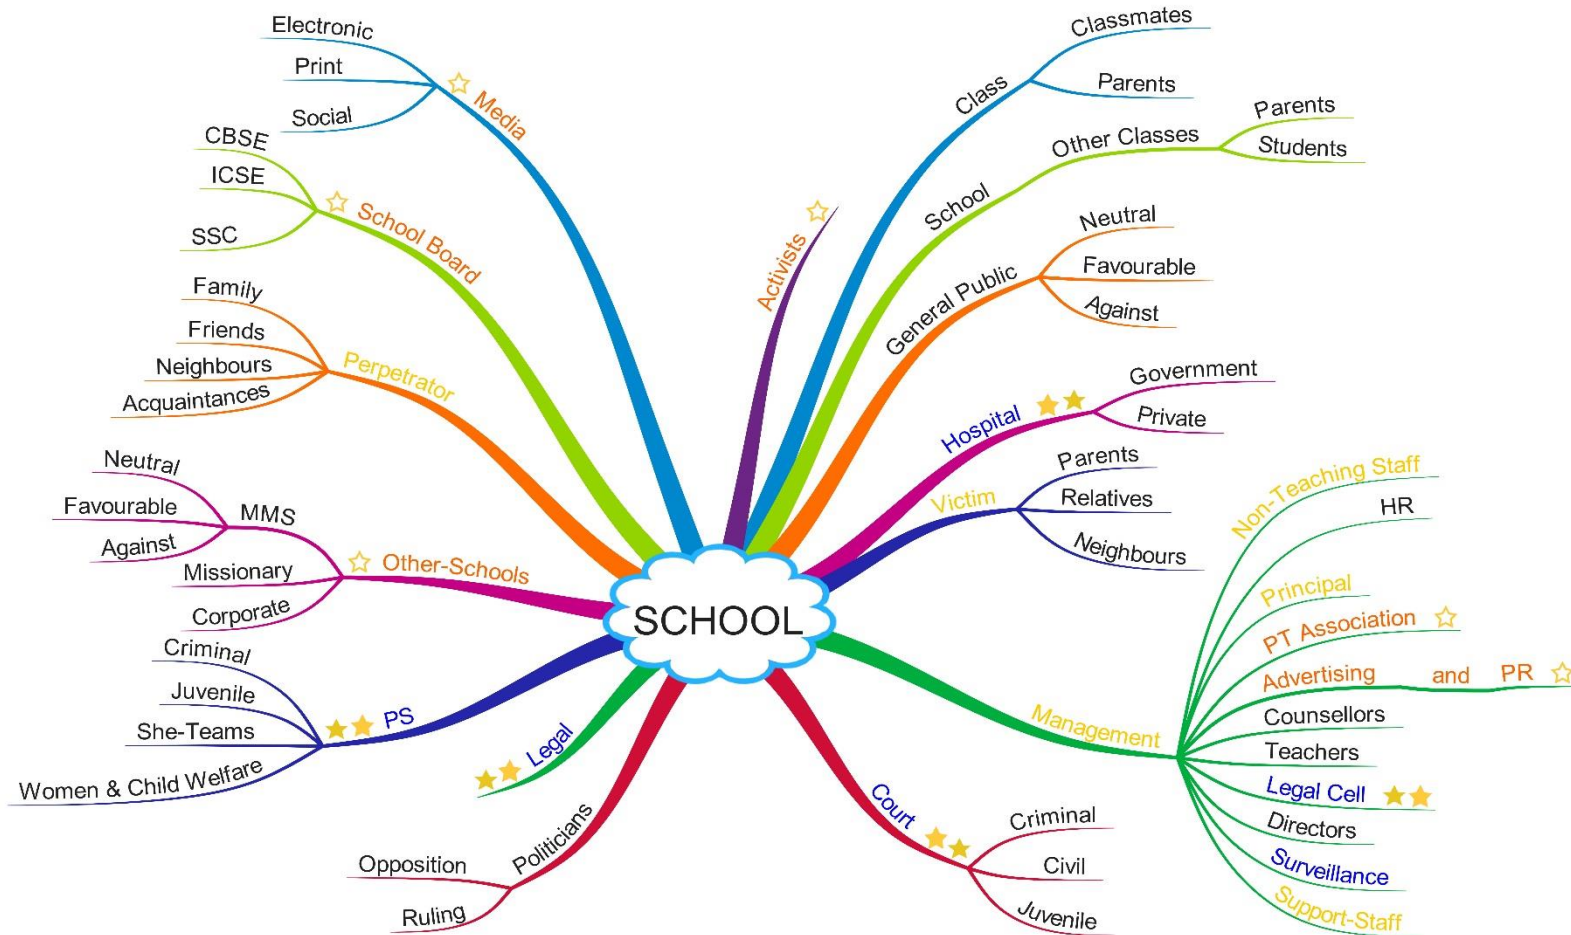 SCHOOL
Activists
Class
Classmates
Parents
School
Other Classes
Parents
Students
General Public
Neutral
Favourable
Against
Hospital
Government
Private
Victim
Parents
Relatives
Neighbours
Management
Non-Teaching Staff
HR
Principal
PT Association
Advertising and PR
Counsellors
Teachers
Legal Cell
Directors
Surveillance
Support-Staff
Court
Criminal
Civil
Juvenile
Politicians
Opposition
Ruling
Legal
PS
Criminal
Juvenile
She-Teams
Women & Child Welfare
Other-Schools
MMS
Neutral
Favourable
Against
Missionary
Corporate
Perpetrator
Family
Friends
Neighbours
Acquaintances
School Board
CBSE
ICSE
SSC
Media
Electronic
Print
Social